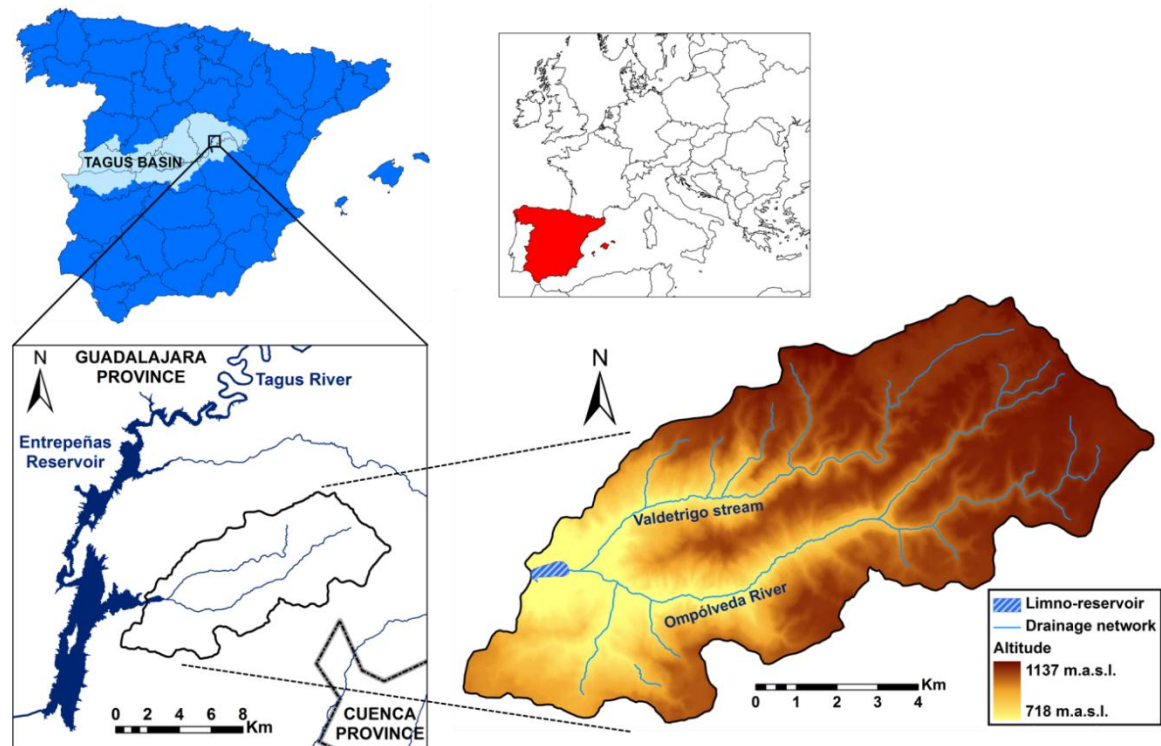 TAGUS BASIN
N
GUADALAJARA
PROVINCE
Tagus River
Entrepeñas
Reservoir
0 2 4 6 8
Km
CUENCA
PROVINCE
N
Valdetrigo stream
Ompólveda River
0 1 2 3 4
Km
Limno-reservoir
Drainage network
Altitude
1137 m.a.s.l.
718 m.a.s.l.